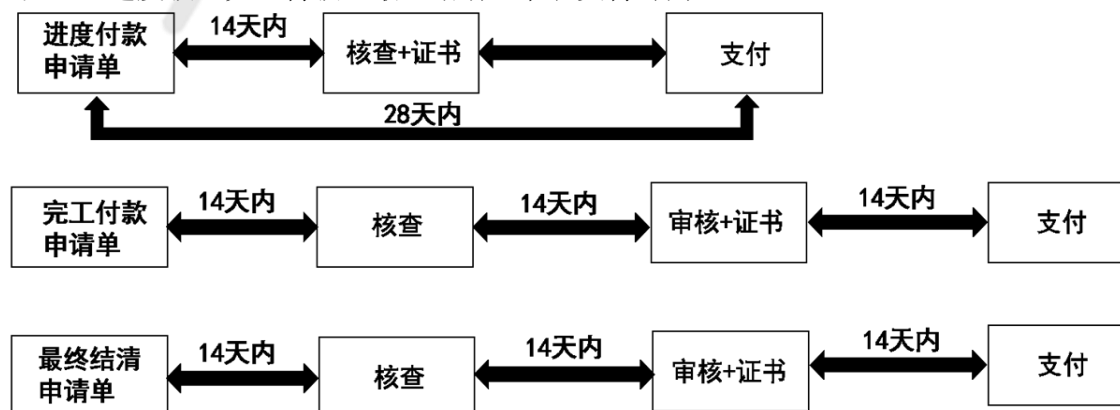 14天内
进度付款
申请单
核查+证书
支付
28天内
14天内
14天内
14天内
完工付款
申请单
核查
审核+证书
支付
14天内
14天内
14天内
最终结清
申请单
核查
审核+证书
支付